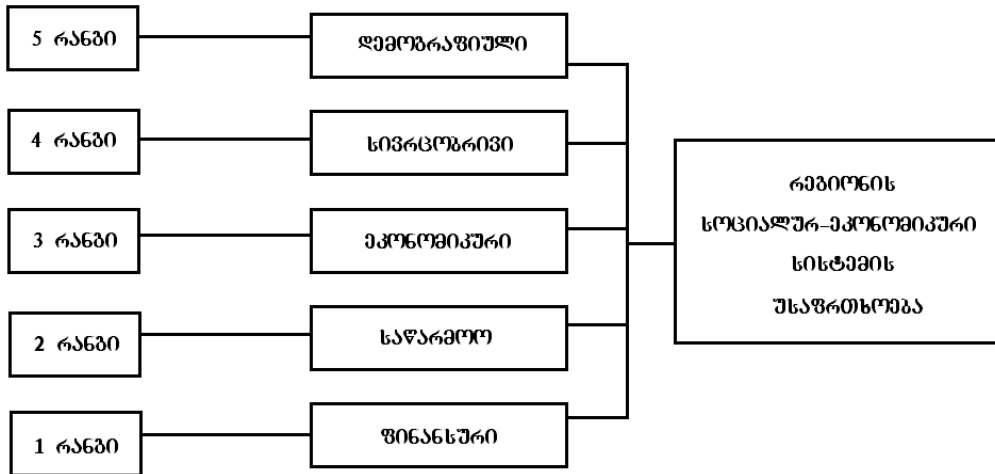 5 რანგი
დემოგრაფიული
4 რანგი
სივრცობრივი
3 რანგი
ეკონომიკური
2 რანგი
საწარმოო
1 რანგი
ფინანსური
რეგიონის
სოციალურ-ეკონომიკური
სისტემის
უსაფრთხოება